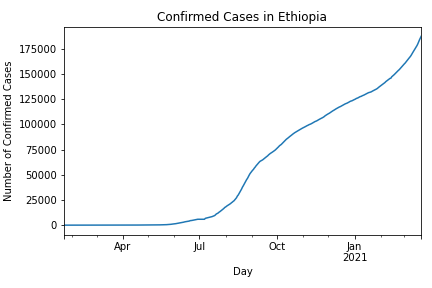 Confirmed Cases in Ethiopia
Number of Confirmed Cases
175000
150000
125000
100000
75000
50000
25000
0
Apr
Jul
Oct
Jan
2021
Day